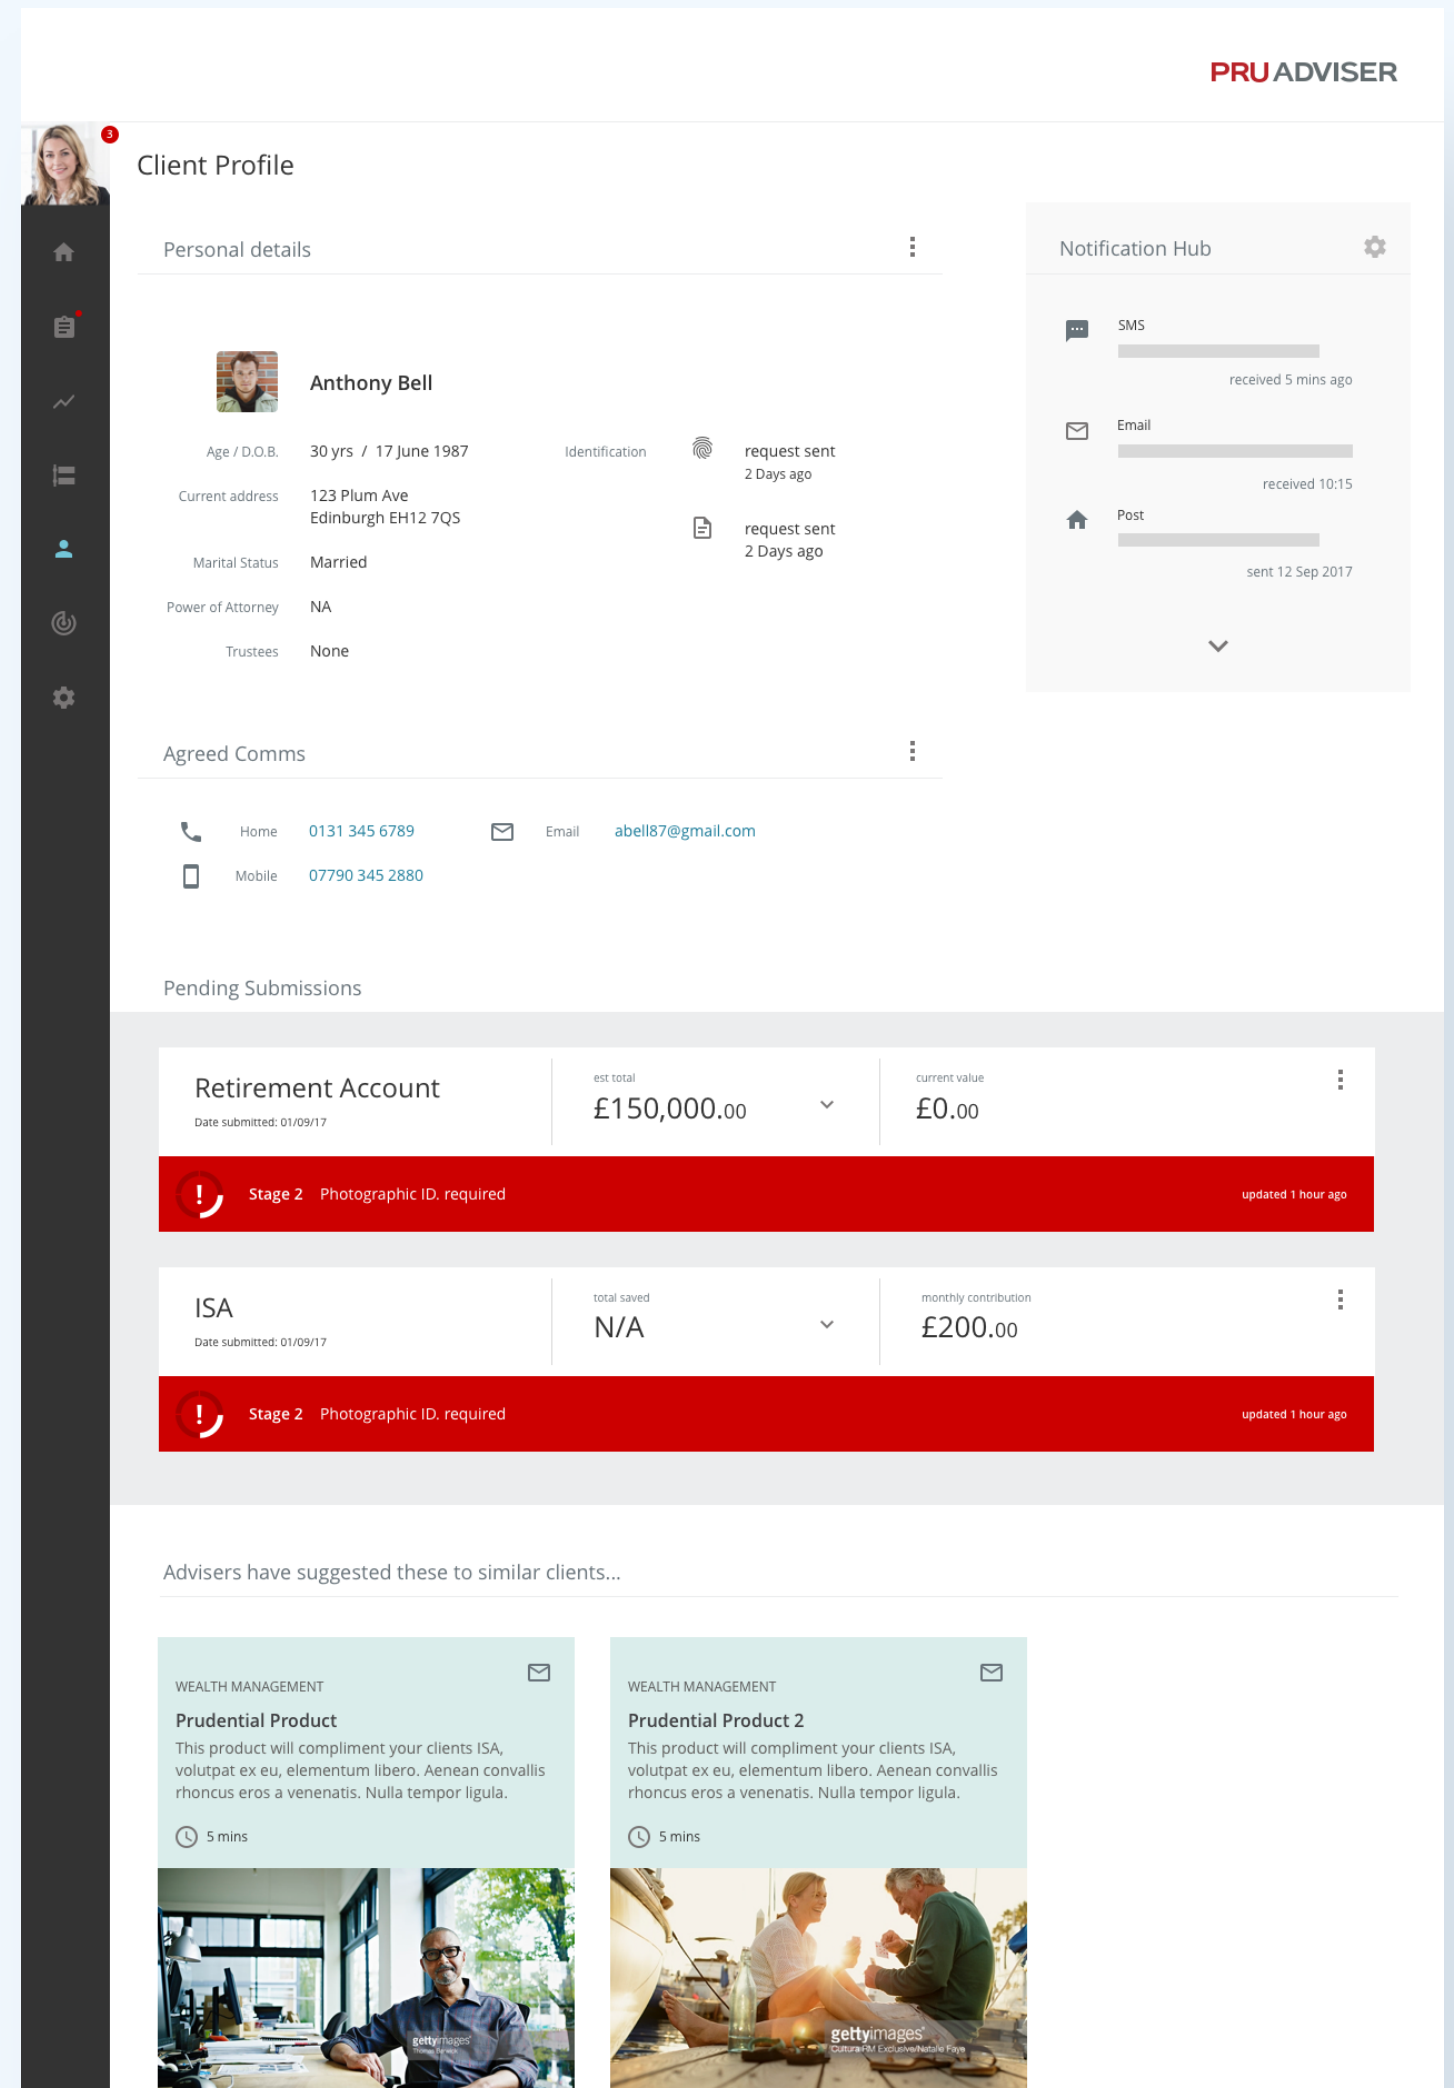 PRU ADVISER
3
Client Profile
Personal details
Anthony Bell
Age / D.O.B. 30 yrs / 17 June 1987
Current address 123 Plum Ave
Edinburgh EH12 7QS
Marital Status Married
Power of Attorney NA
Trustees None
Identification request sent
2 Days ago
request sent
2 Days ago
Notification Hub
SMS
received 5 mins ago
Email
received 10:15
Post
sent 12 Sep 2017
Agreed Comms
Home 0131 345 6789 Email abell87@gmail.com
Mobile 07790 345 2880
Pending Submissions
Retirement Account
Date submitted: 01/09/17
est total
£150,000.00
current value
£0.00
! Stage 2 Photographic ID. required updated 1 hour ago
ISA
Date submitted: 01/09/17
total saved
N/A
monthly contribution
£200.00
! Stage 2 Photographic ID. required updated 1 hour ago
Advisers have suggested these to similar clients...
WEALTH MANAGEMENT
Prudential Product
This product will compliment your clients ISA,
volutpat ex eu, elementum libero. Aenean convallis
rhoncus eros a venenatis. Nulla tempor ligula.
5 mins
gettyimages
Thomas Barwick
WEALTH MANAGEMENT
Prudential Product 2
This product will compliment your clients ISA,
volutpat ex eu, elementum libero. Aenean convallis
rhoncus eros a venenatis. Nulla tempor ligula.
5 mins
gettyimages
Cultura RM Exclusive/Natalie Faye